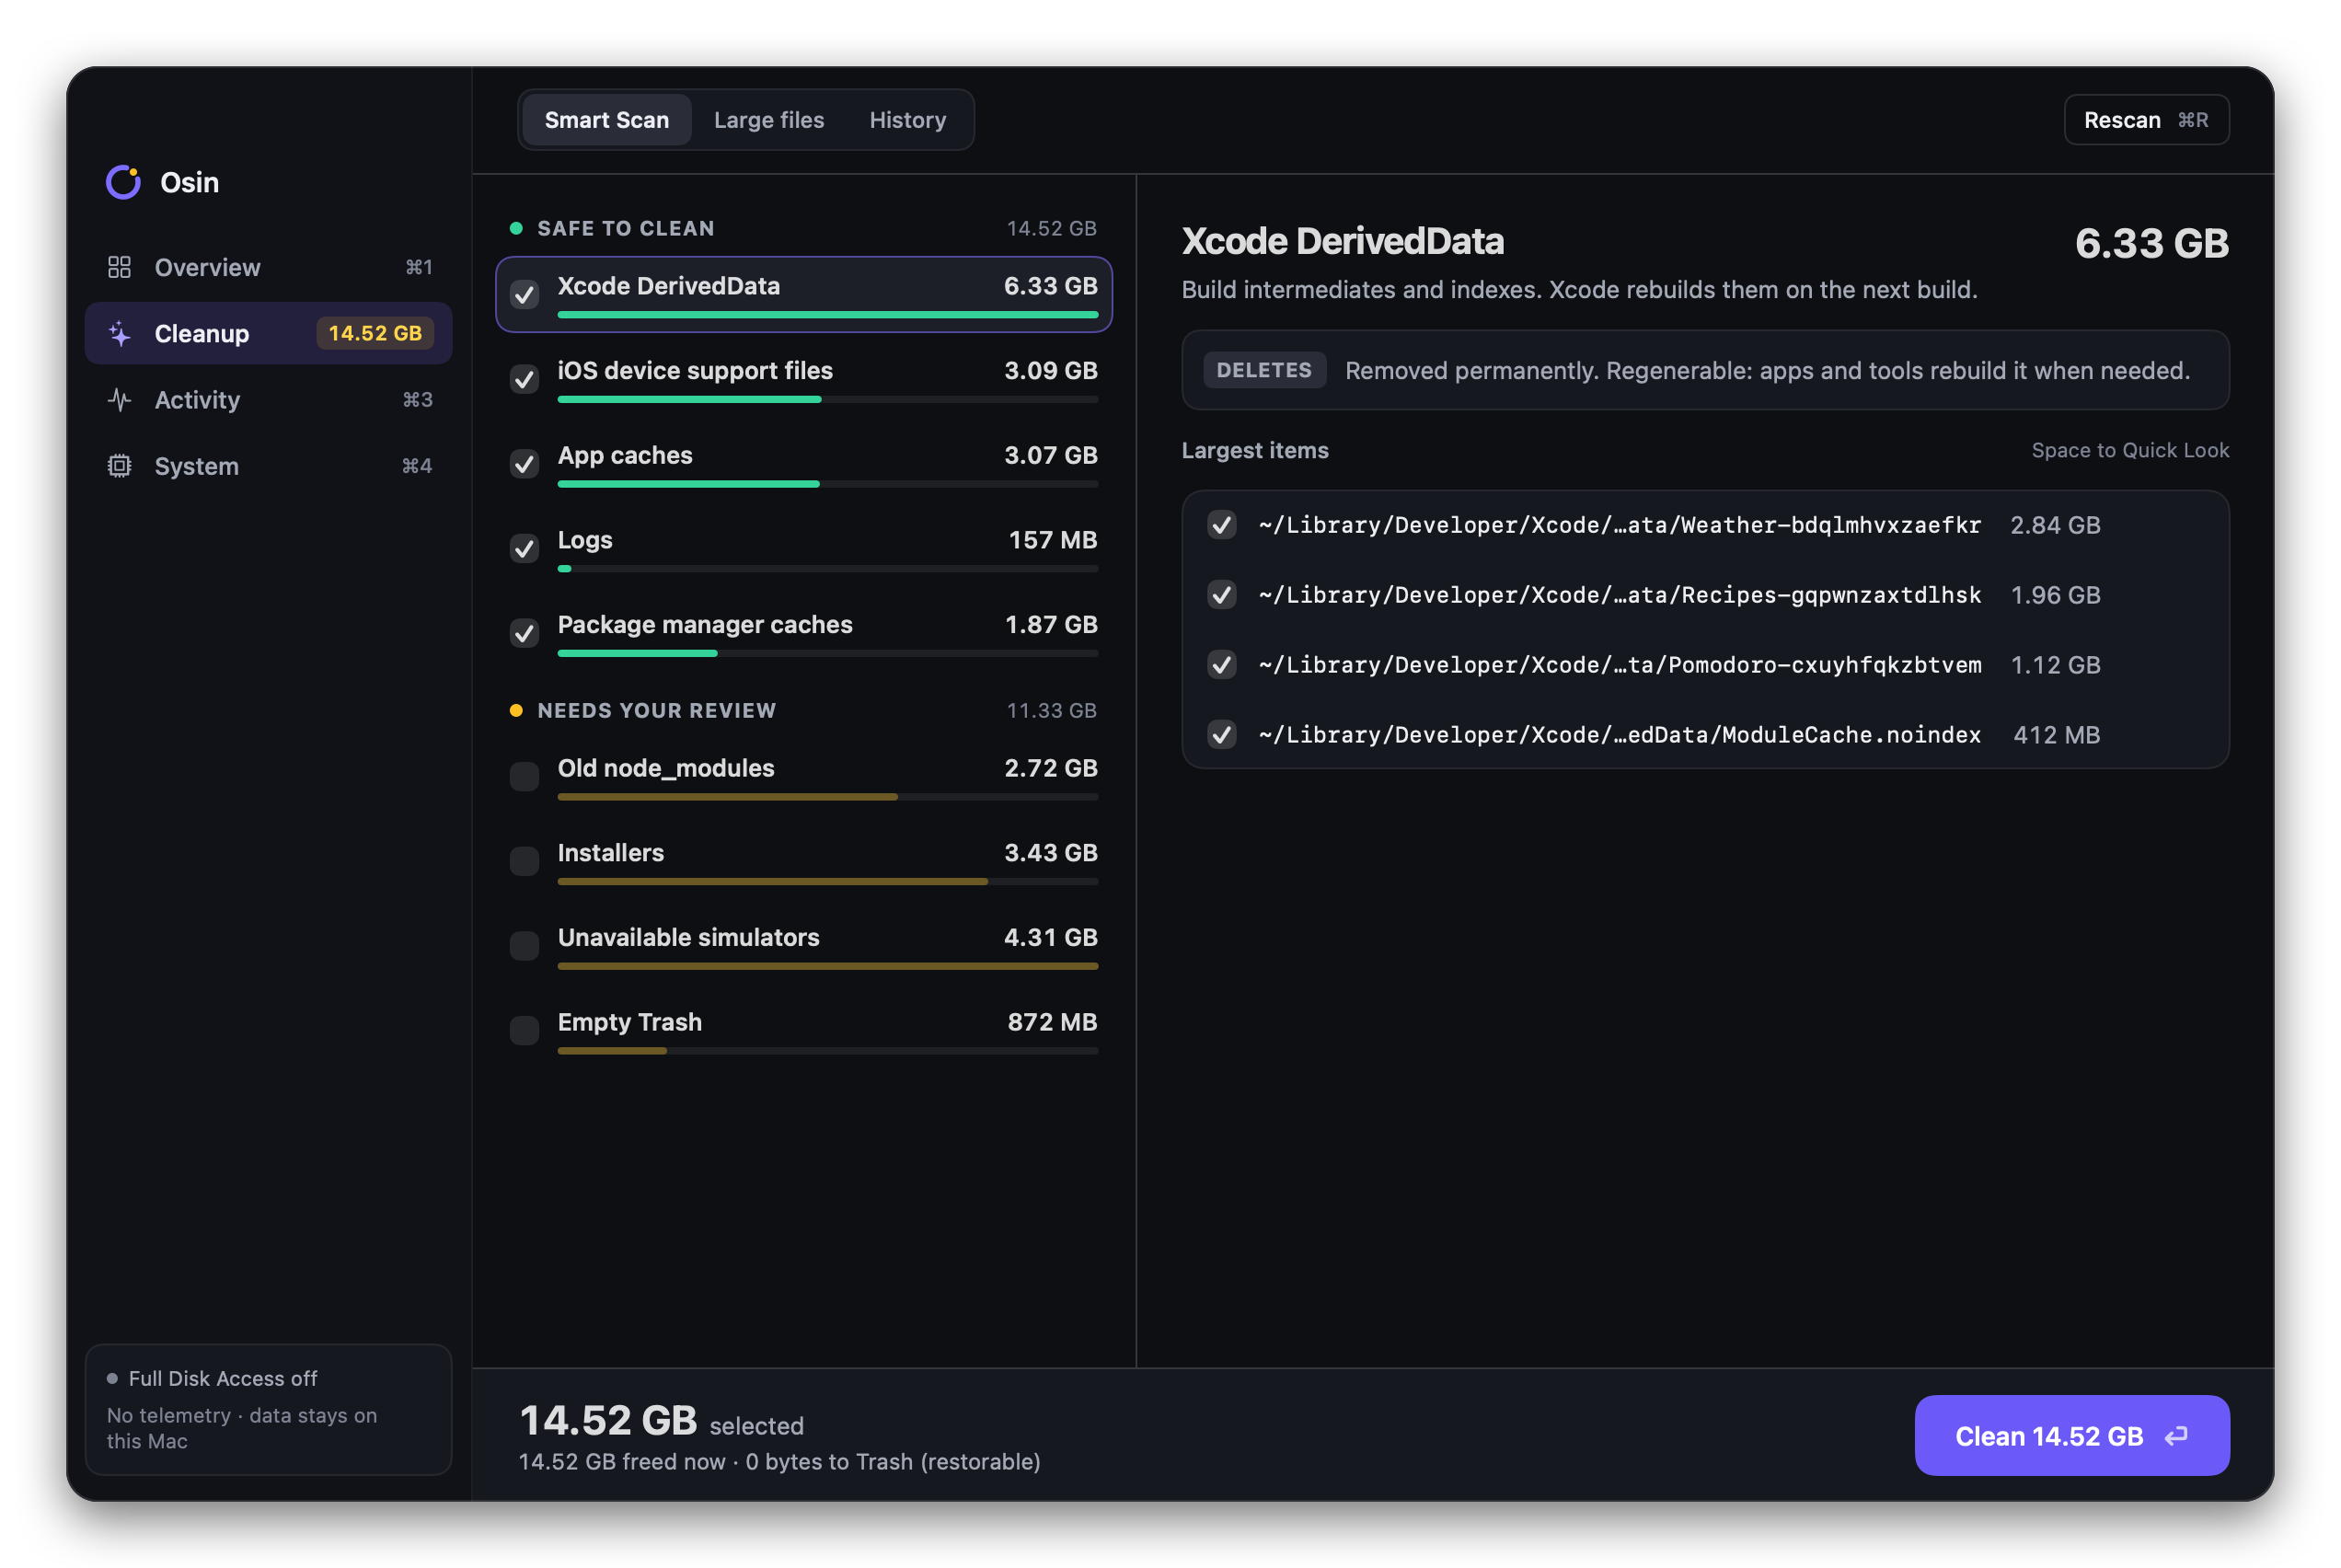 Osin
Overview ⌘1
Cleanup 14.52 GB
Activity ⌘3
System ⌘4
Full Disk Access off
No telemetry · data stays on
this Mac
Smart Scan Large files History
Rescan ⌘R
SAFE TO CLEAN 14.52 GB
Xcode DerivedData 6.33 GB
iOS device support files 3.09 GB
App caches 3.07 GB
Logs 157 MB
Package manager caches 1.87 GB
NEEDS YOUR REVIEW 11.33 GB
Old node_modules 2.72 GB
Installers 3.43 GB
Unavailable simulators 4.31 GB
Empty Trash 872 MB
Xcode DerivedData 6.33 GB
Build intermediates and indexes. Xcode rebuilds them on the next build.
DELETES Removed permanently. Regenerable: apps and tools rebuild it when needed.
Largest items Space to Quick Look
~/Library/Developer/Xcode/…ata/Weather-bdqlmhvxzaefkr 2.84 GB
~/Library/Developer/Xcode/…ata/Recipes-gqpwnzaxtdlhsk 1.96 GB
~/Library/Developer/Xcode/…ta/Pomodoro-cxuyhfqkzbtvem 1.12 GB
~/Library/Developer/Xcode/…edData/ModuleCache.noindex 412 MB
14.52 GB selected
14.52 GB freed now · 0 bytes to Trash (restorable)
Clean 14.52 GB